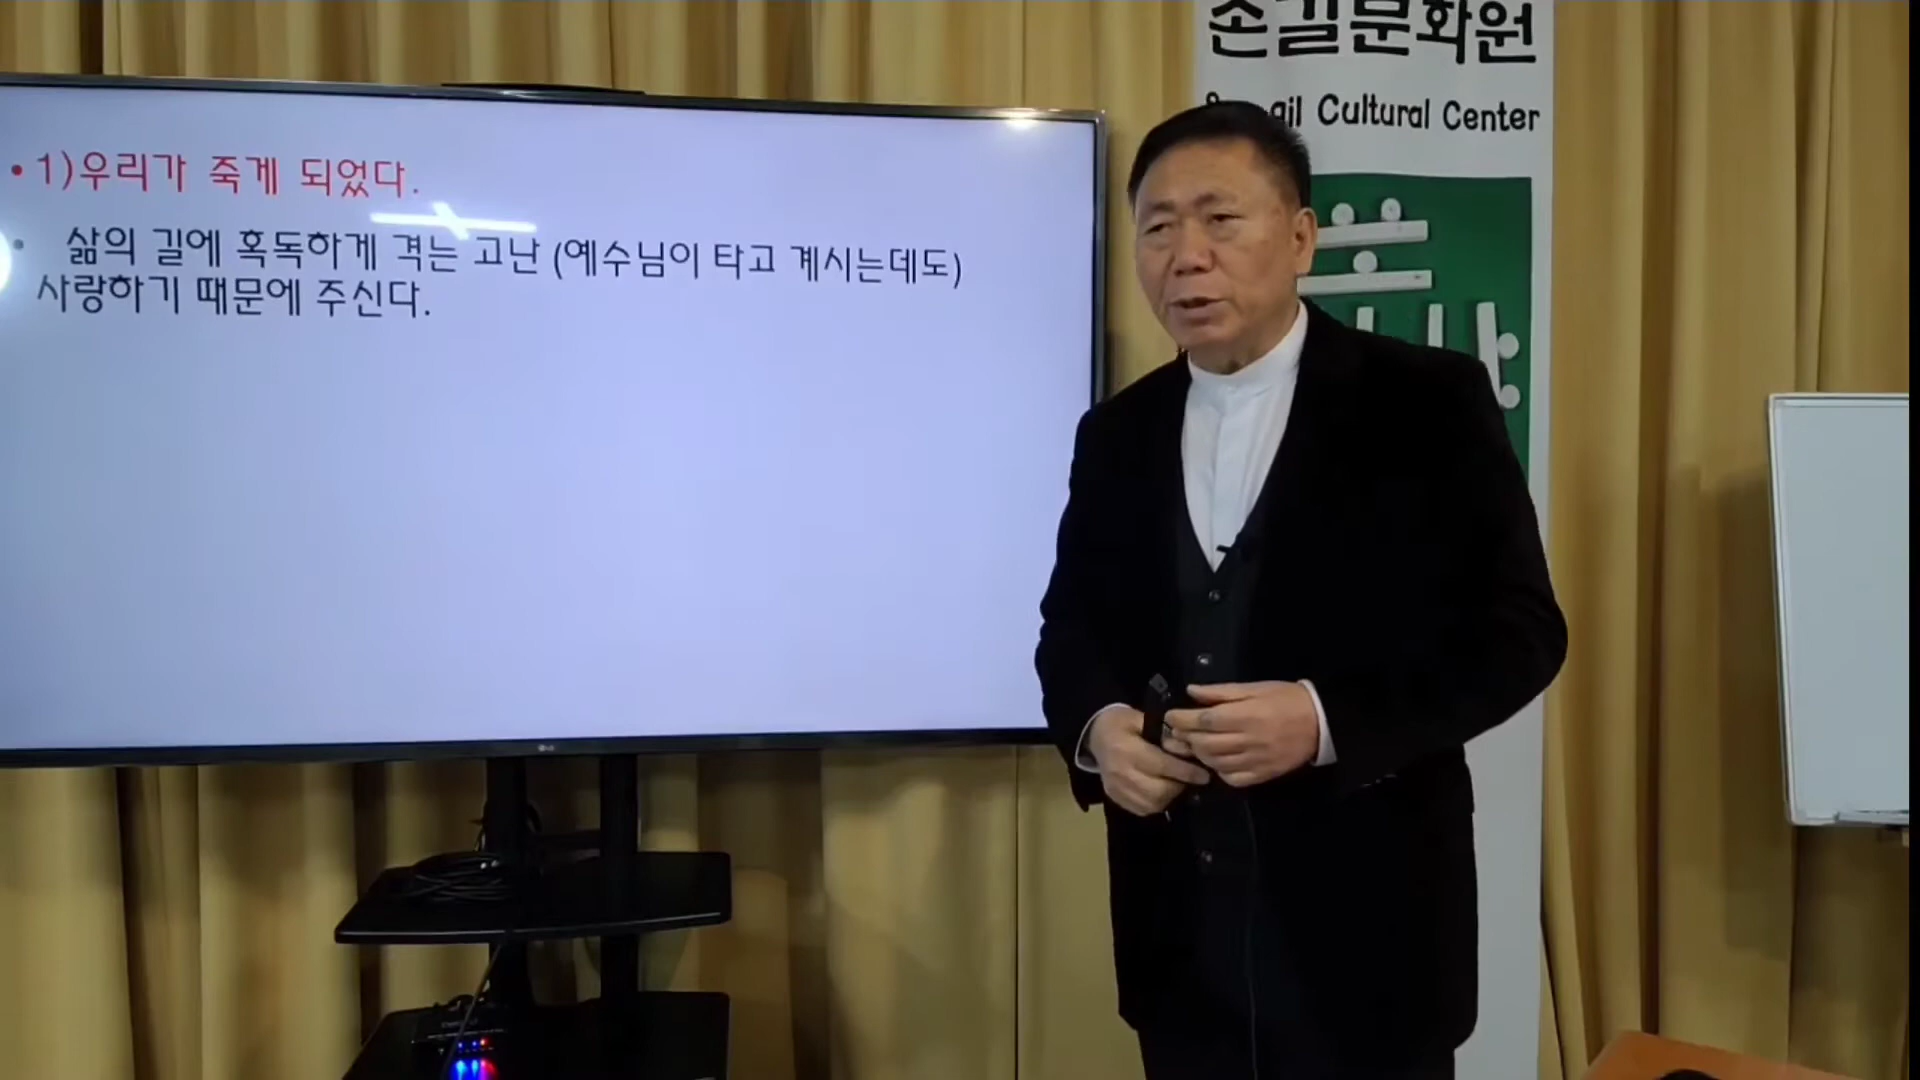 손길문화원
Cultural Center
• 1)우리가 죽게 되었다.
• 삶의 길에 혹독하게 격는 고난 (예수님이 타고 계시는데도)
사랑하기 때문에 주신다.
LG